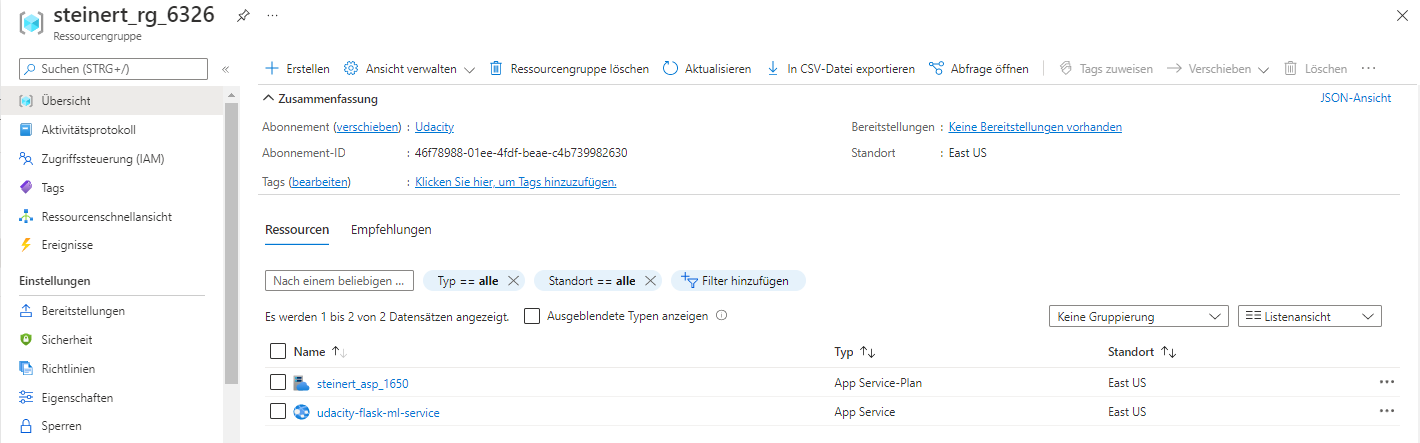 steinert_rg_6326
Ressourcengruppe
Suchen (STRG+/)
Übersicht
Aktivitätsprotokoll
Zugriffssteuerung (IAM)
Tags
Ressourcenschnellansicht
Ereignisse
Einstellungen
Bereitstellungen
Sicherheit
Richtlinien
Eigenschaften
Sperren
Erstellen Ansicht verwalten Ressourcengruppe löschen Aktualisieren In CSV-Datei exportieren Abfrage öffnen Tags zuweisen Verschieben Löschen ...
Zusammenfassung JSON-Ansicht
Abonnement (verschieben) : Udacity Bereitstellungen : Keine Bereitstellungen vorhanden
Abonnement-ID : 46f78988-01ee-4fdf-beae-c4b739982630 Standort : East US
Tags (bearbeiten) : Klicken Sie hier, um Tags hinzuzufügen.
Ressourcen Empfehlungen
Nach einem beliebigen ... Typ == alle Standort == alle Filter hinzufügen
Es werden 1 bis 2 von 2 Datensätzen angezeigt. Ausgeblendete Typen anzeigen Keine Gruppierung Listenansicht
Name Typ Standort
steinert_asp_1650 App Service-Plan East US
udacity-flask-ml-service App Service East US